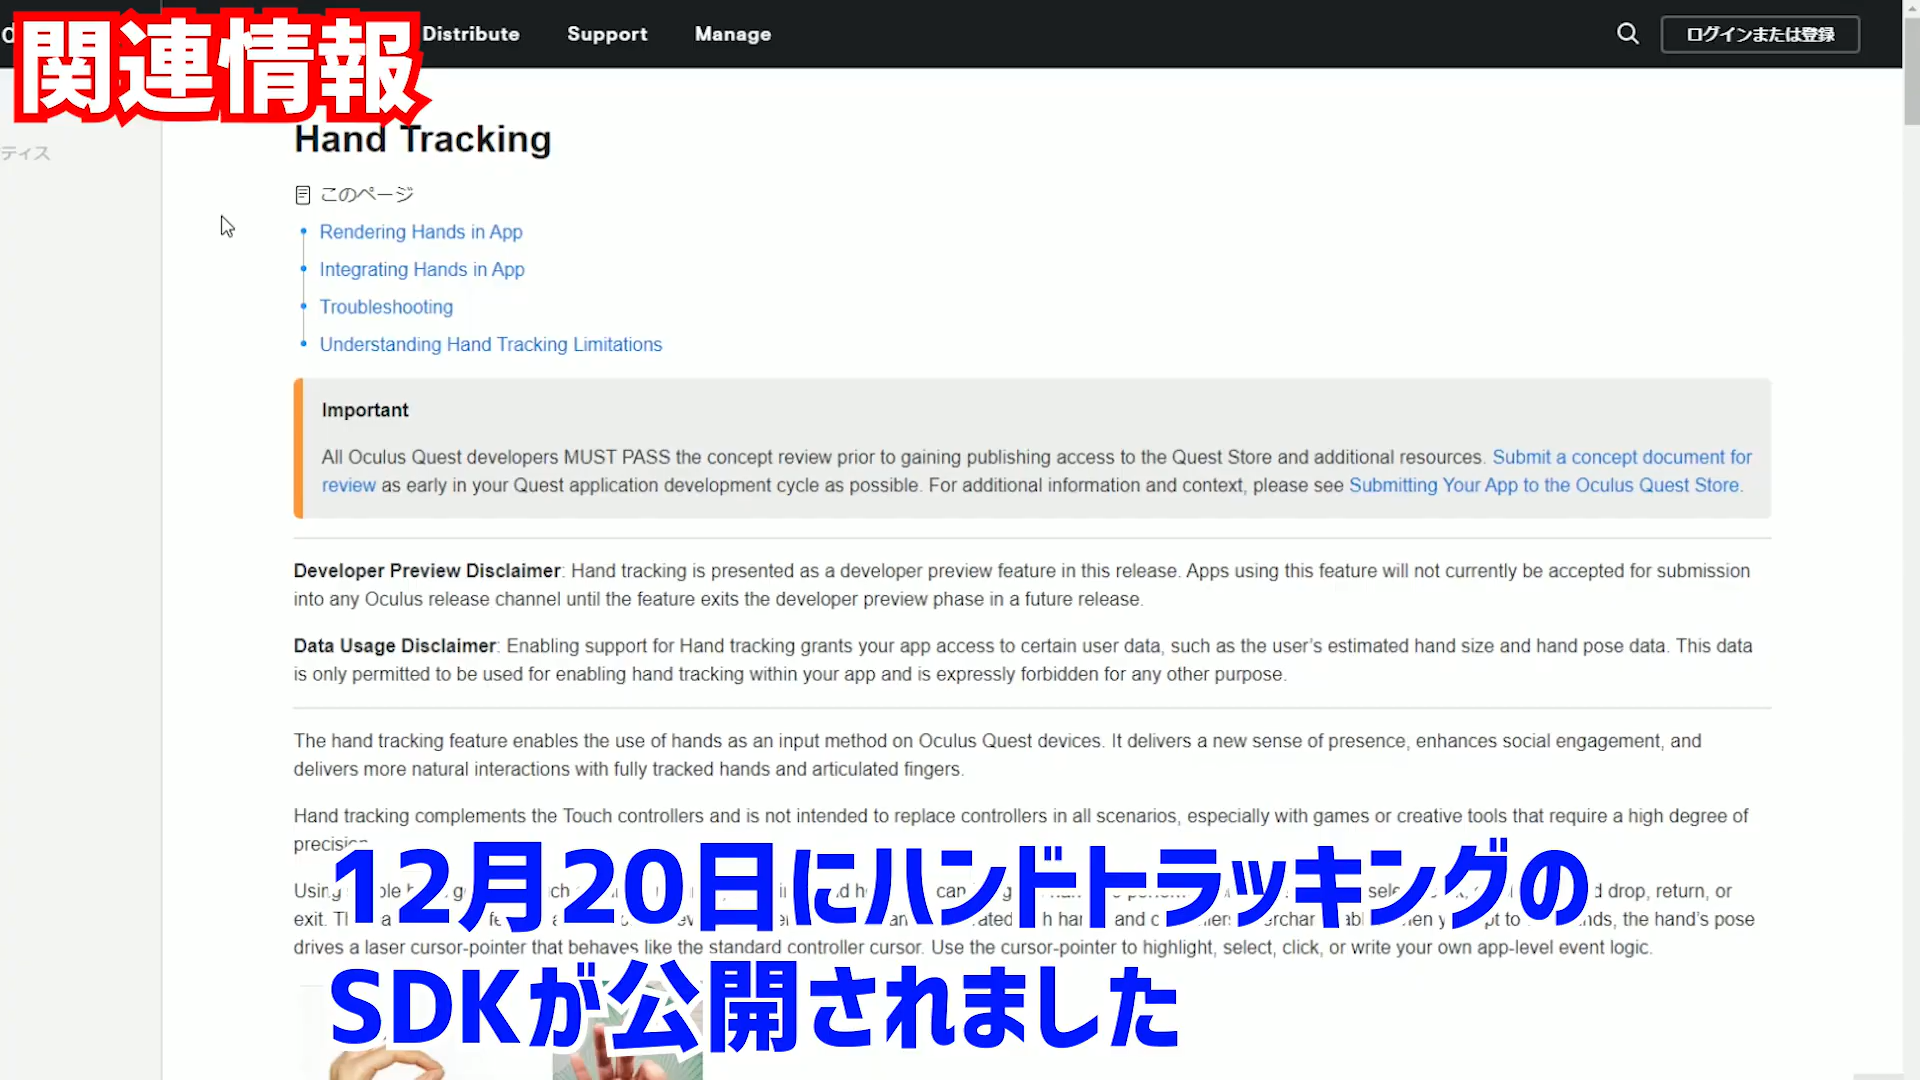 関連情報
Distribute Support Manage ログインまたは登録
ティス
Hand Tracking
このページ
Rendering Hands in App
Integrating Hands in App
Troubleshooting
Understanding Hand Tracking Limitations
Important
All Oculus Quest developers MUST PASS the concept review prior to gaining publishing access to the Quest Store and additional resources. Submit a concept document for
review as early in your Quest application development cycle as possible. For additional information and context, please see Submitting Your App to the Oculus Quest Store.
Developer Preview Disclaimer: Hand tracking is presented as a developer preview feature in this release. Apps using this feature will not currently be accepted for submission
into any Oculus release channel until the feature exits the developer preview phase in a future release.
Data Usage Disclaimer: Enabling support for Hand tracking grants your app access to certain user data, such as the user's estimated hand size and hand pose data. This data
is only permitted to be used for enabling hand tracking within your app and is expressly forbidden for any other purpose.
The hand tracking feature enables the use of hands as an input method on Oculus Quest devices. It delivers a new sense of presence, enhances social engagement, and
delivers more natural interactions with fully tracked hands and articulated fingers.
Hand tracking complements the Touch controllers and is not intended to replace controllers in all scenarios, especially with games or creative tools that require a high degree of
precision.
drop, return, or
exit. the hand's pose
drives a laser cursor-pointer that behaves like the standard controller cursor. Use the cursor-pointer to highlight, select, click, or write your own app-level event logic.
12月20日にハンドトラッキングの
SDKが公開されました